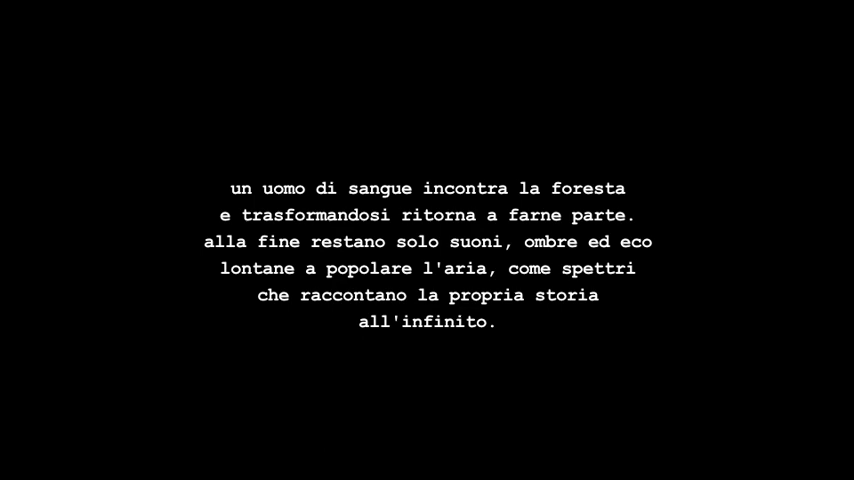 un uomo di sangue incontra la foresta
e trasformandosi ritorna a farne parte.
alla fine restano solo suoni, ombre ed eco
lontane a popolare l'aria, come spettri
che raccontano la propria storia
all'infinito.